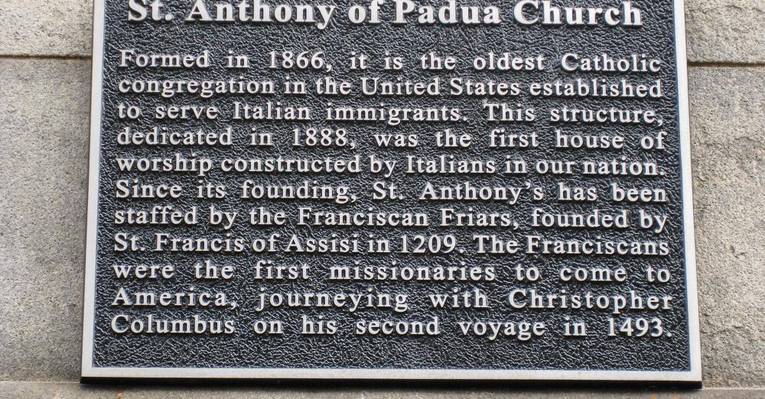 St. Anthony of Padua Church
Formed in 1866, it is the oldest Catholic
congregation in the United States established
to serve Italian immigrants. This structure,
dedicated in 1888, was the first house of
worship constructed by Italians in our nation.
Since its founding, St. Anthony's has been
staffed by the Franciscan Friars, founded by
St. Francis of Assisi in 1209. The Franciscans
were the first missionaries to come to
America, journeying with Christopher
Columbus on his second voyage in 1493.